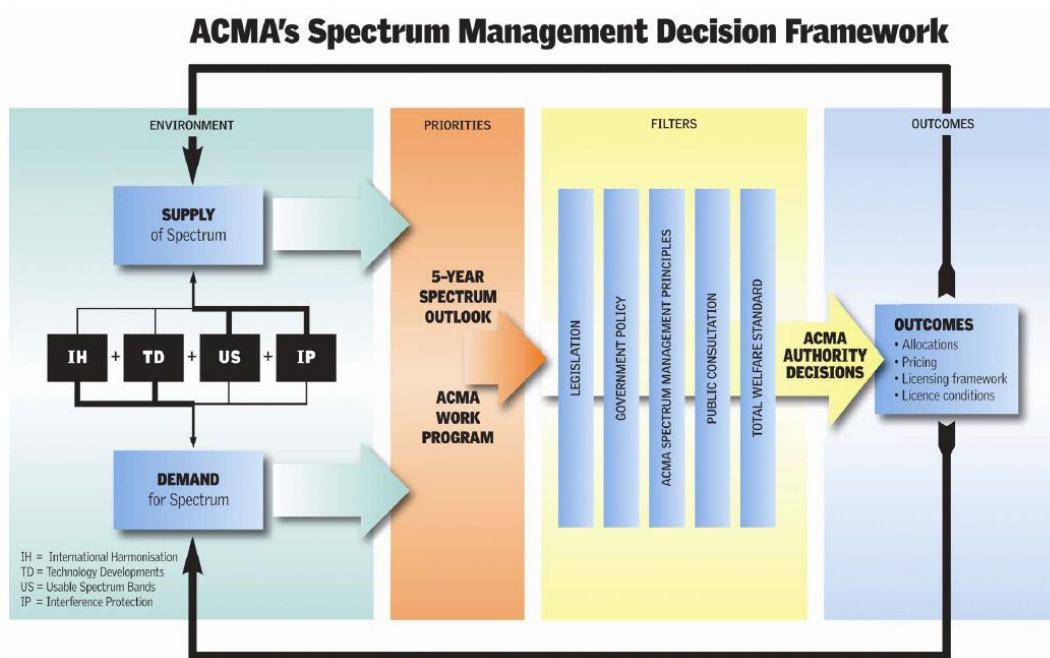 ACMA's Spectrum Management Decision Framework
ENVIRONMENT
SUPPLY
of Spectrum
IH + TD + US + IP
DEMAND
for Spectrum
IH = International Harmonisation
TD = Technology Developments
US = Usable Spectrum Bands
IP = Interference Protection
PRIORITIES
5-YEAR
SPECTRUM
OUTLOOK
ACMA
WORK
PROGRAM
FILTERS
LEGISLATION
GOVERNMENT POLICY
ACMA SPECTRUM MANAGEMENT PRINCIPLES
PUBLIC CONSULTATION
TOTAL WELFARE STANDARD
ACMA
AUTHORITY
DECISIONS
OUTCOMES
OUTCOMES
• Allocations
• Pricing
• Licensing framework
• Licence conditions